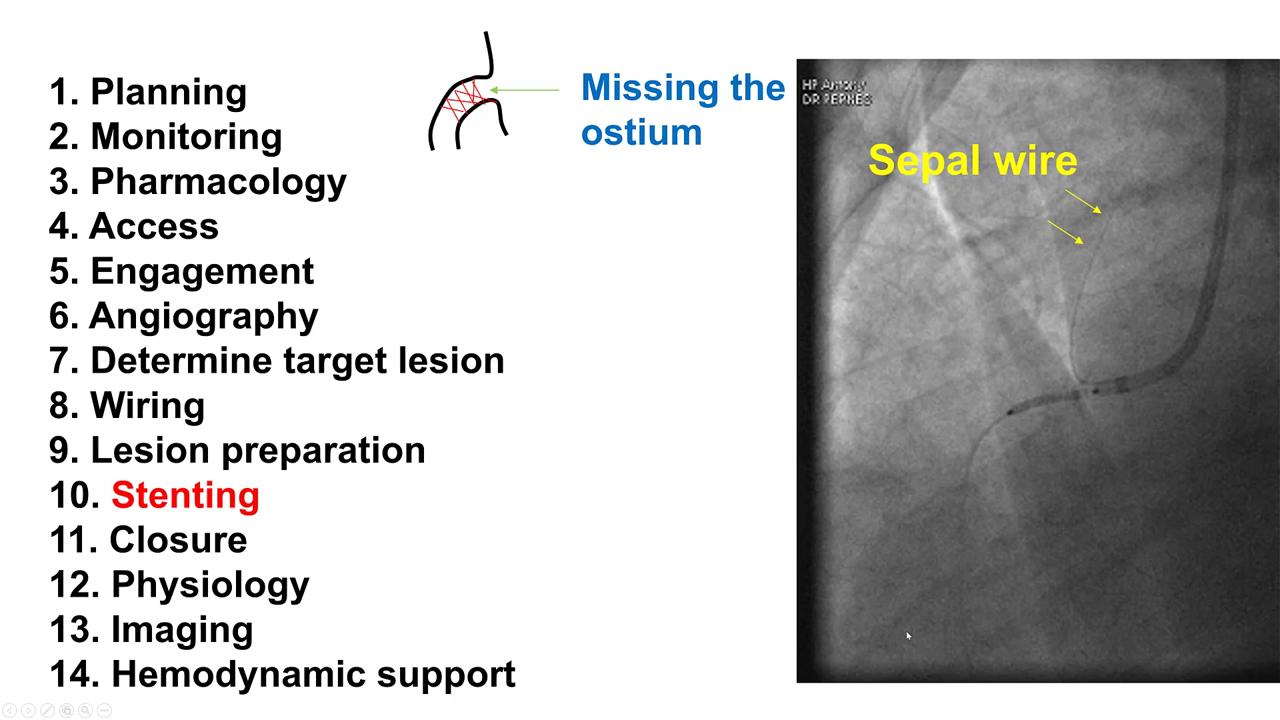 1. Planning
2. Monitoring
3. Pharmacology
4. Access
5. Engagement
6. Angiography
7. Determine target lesion
8. Wiring
9. Lesion preparation
10. Stenting
11. Closure
12. Physiology
13. Imaging
14. Hemodynamic support
Missing the
ostium
DR
Sepal wire